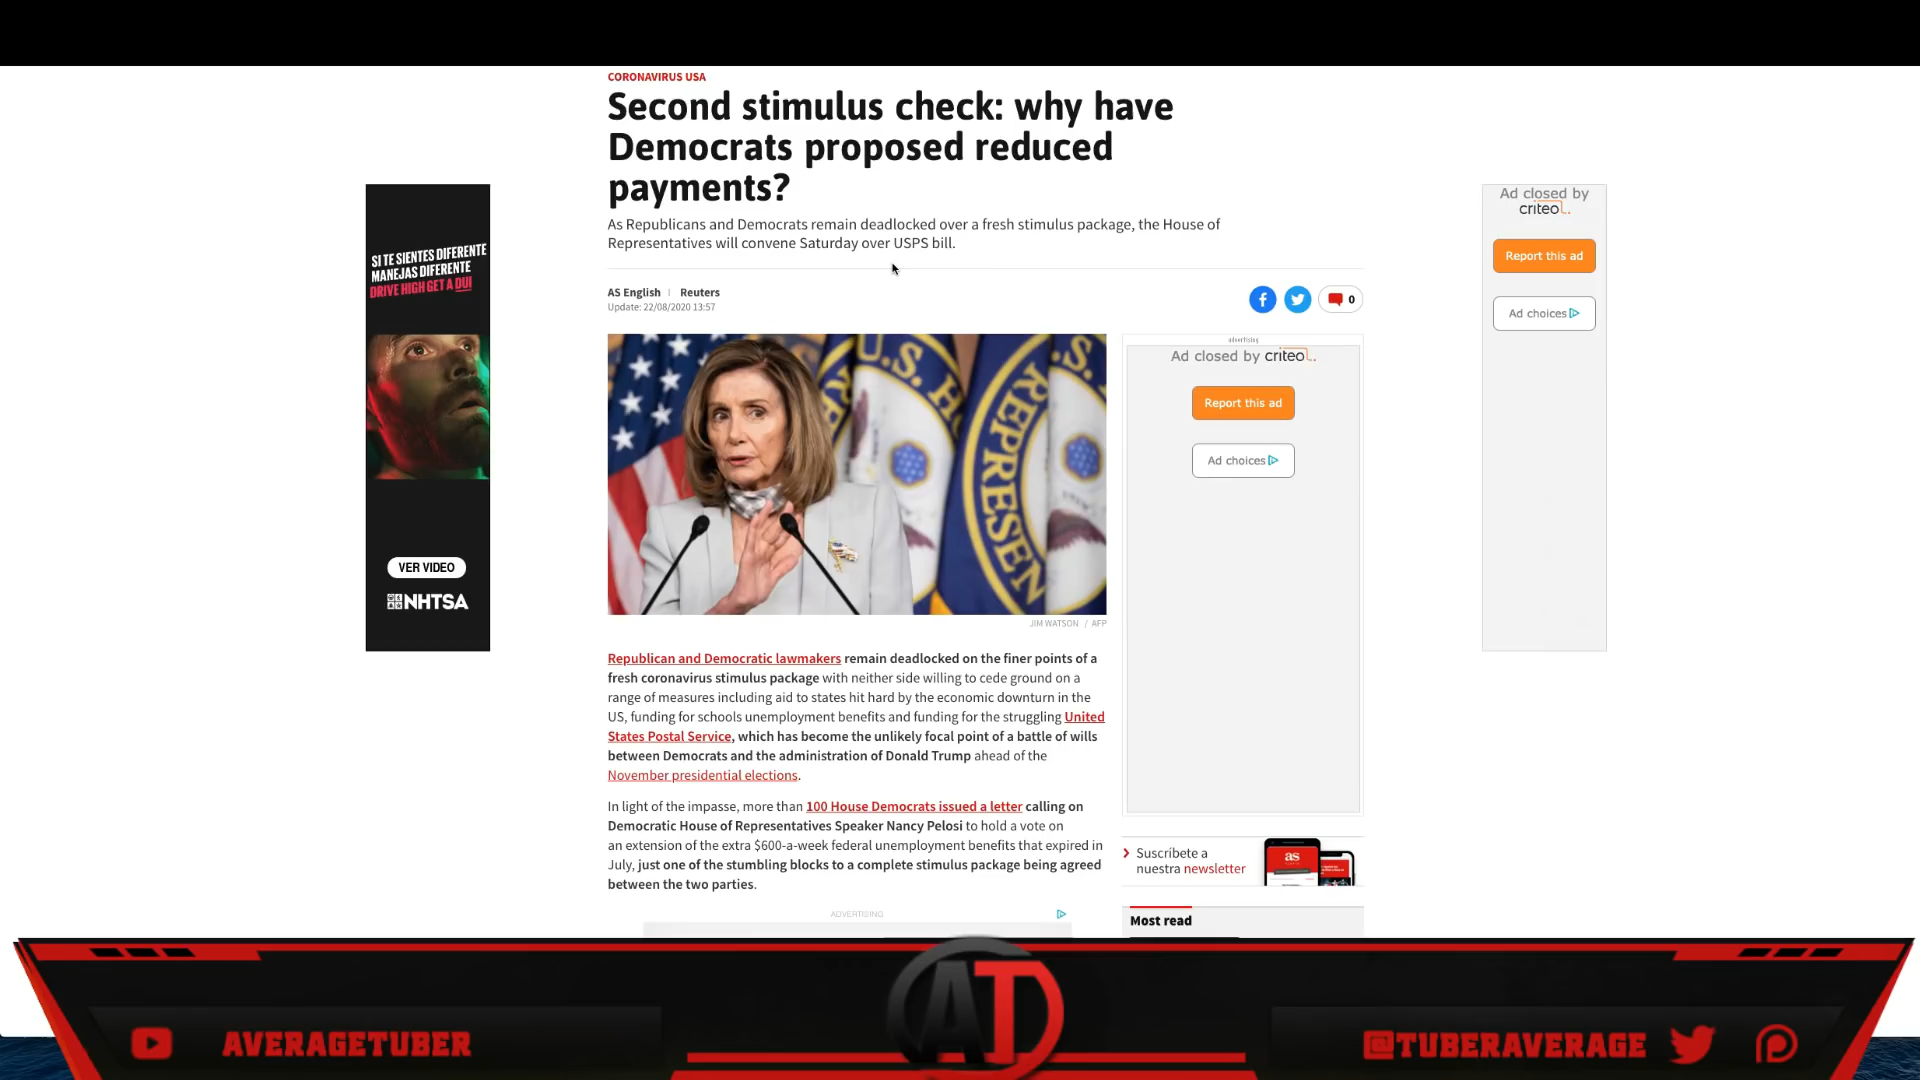 CORONAVIRUS USA
Second stimulus check: why have
Democrats proposed reduced
payments?
As Republicans and Democrats remain deadlocked over a fresh stimulus package, the House of
Representatives will convene Saturday over USPS bill.
AS English | Reuters
Update: 22/08/2020 13:57
0
SI TE SIENTES DIFERENTE
MANEJAS DIFERENTE
DRIVE HIGH GET A DUI
VER VIDEO
NHTSA
U.S. HO
REPRESEN
JIM WATSON / AFP
advertising
Ad closed by criteo
Report this ad
Ad choices
Ad closed by
criteo
Report this ad
Ad choices
Republican and Democratic lawmakers remain deadlocked on the finer points of a
fresh coronavirus stimulus package with neither side willing to cede ground on a
range of measures including aid to states hit hard by the economic downturn in the
US, funding for schools unemployment benefits and funding for the struggling United
States Postal Service, which has become the unlikely focal point of a battle of wills
between Democrats and the administration of Donald Trump ahead of the
November presidential elections.
In light of the impasse, more than 100 House Democrats issued a letter calling on
Democratic House of Representatives Speaker Nancy Pelosi to hold a vote on
an extension of the extra $600-a-week federal unemployment benefits that expired in
July, just one of the stumbling blocks to a complete stimulus package being agreed
between the two parties.
ADVERTISING
Suscríbete a
nuestra newsletter
as
Most read
AVERAGETUBER
AT
@TUBERAVERAGE